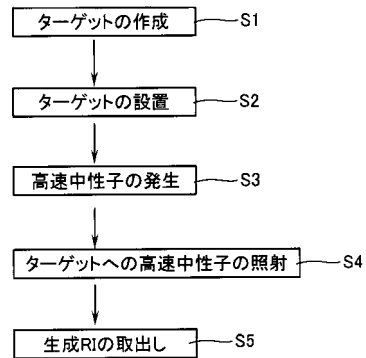 ターゲットの作成 S1
ターゲットの設置 S2
高速中性子の発生 S3
ターゲットへの高速中性子の照射 S4
生成RIの取出し S5